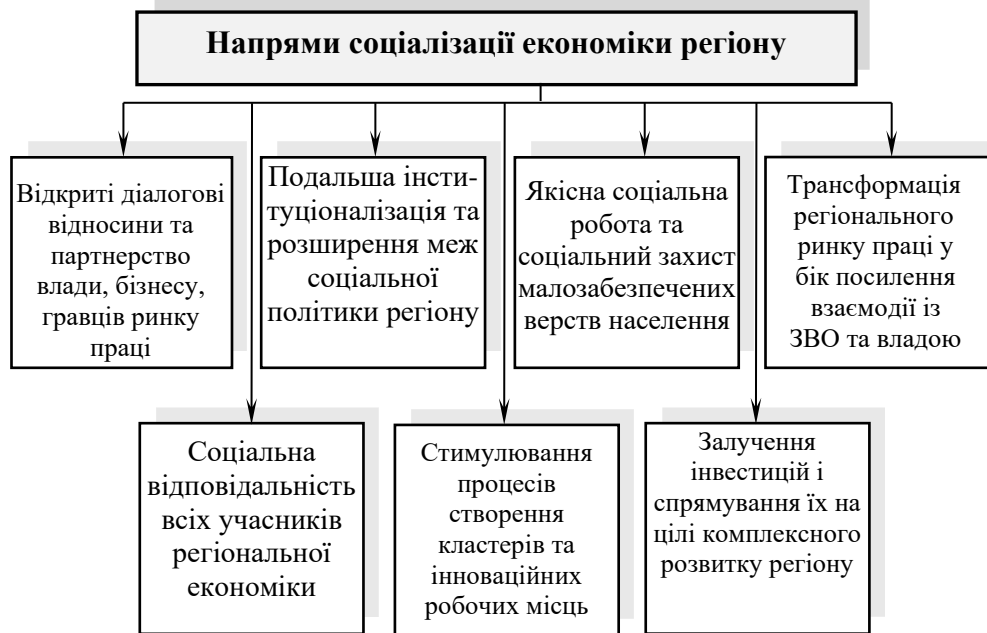 Напрями соціалізації економіки регіону
Відкриті діалогові
відносини та
партнерство
влади, бізнесу,
гравців ринку
праці
Подальша інсти-
туціоналізація та
розширення меж
соціальної
політики регіону
Якісна соціальна
робота та
соціальний захист
малозабезпечених
верств населення
Трансформація
регіонального
ринку праці у
бік посилення
взаємодії із
ЗВО та владою
Соціальна
відповідальність
всіх учасників
регіональної
економіки
Стимулювання
процесів
створення
кластерів та
інноваційних
робочих місць
Залучення
інвестицій і
спрямування їх на
цілі комплексного
розвитку регіону